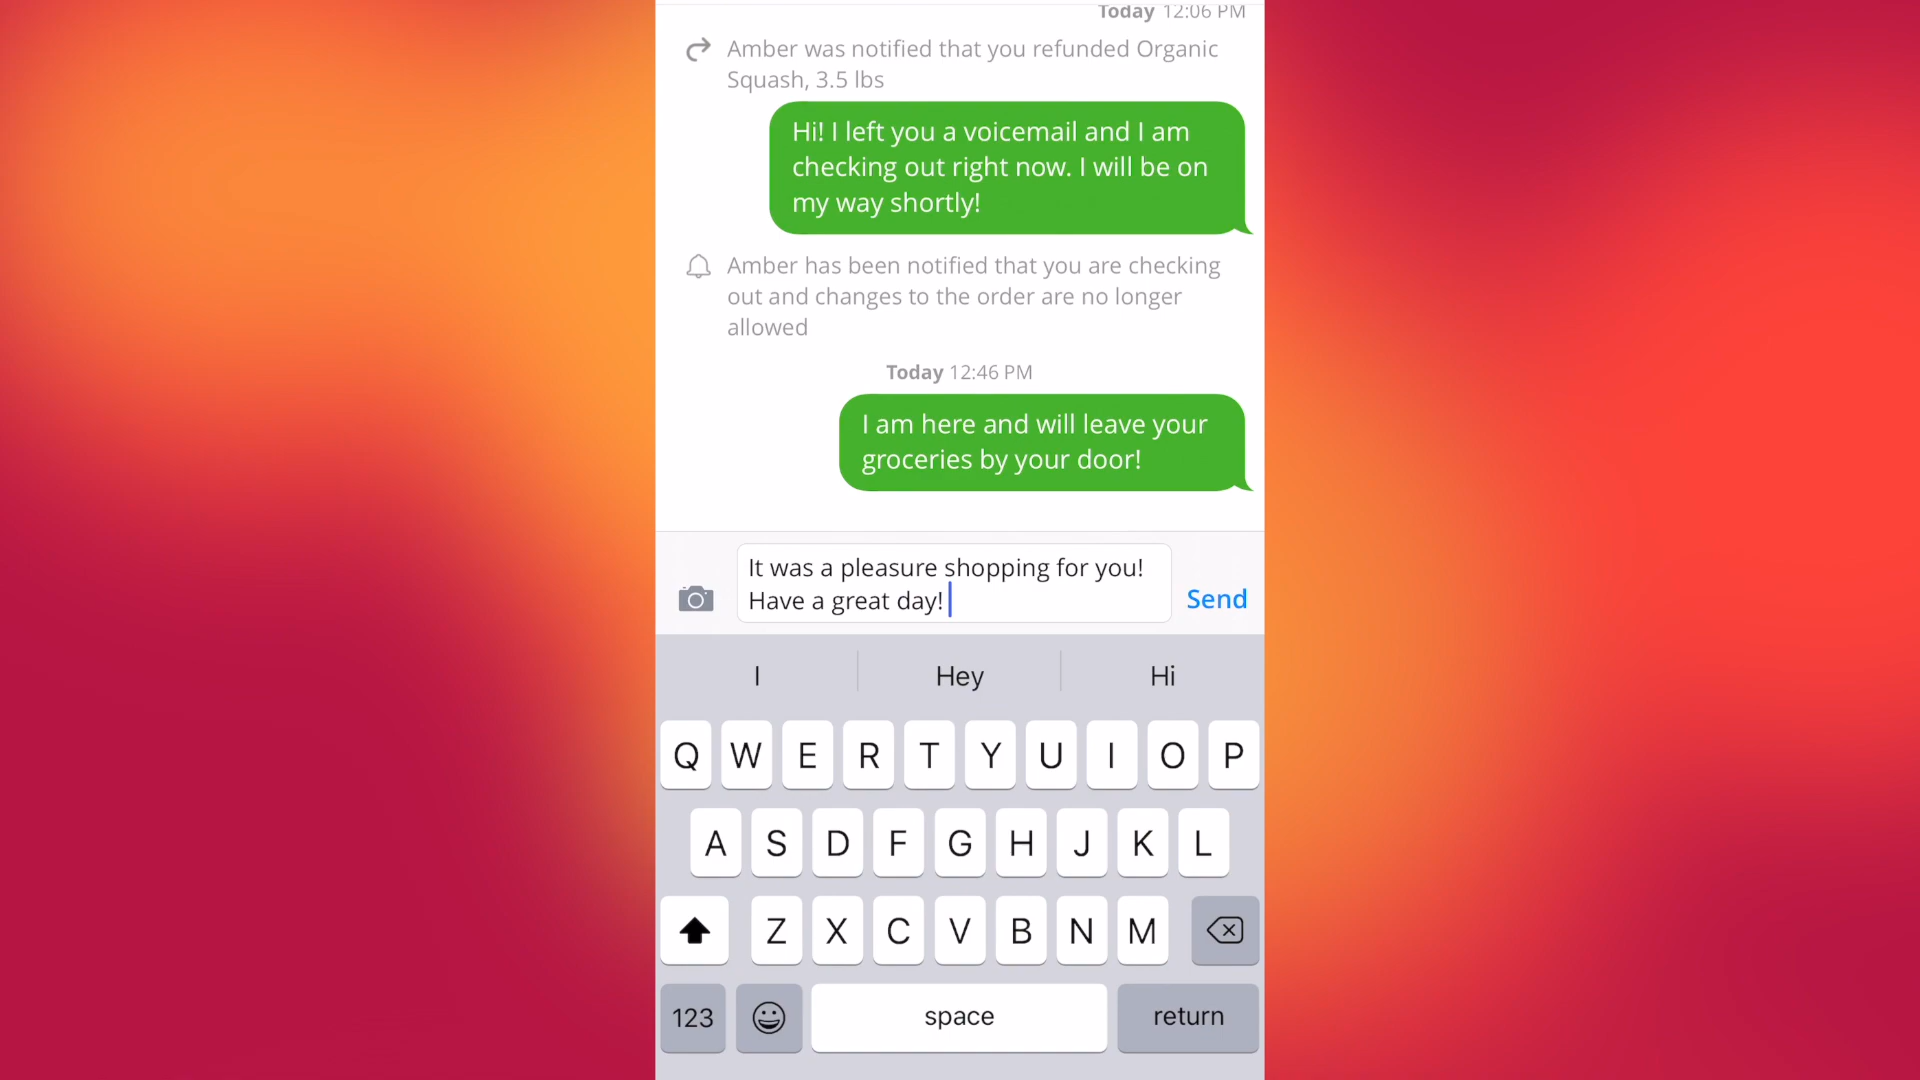 Today 12:06 PM
Amber was notified that you refunded Organic
Squash, 3.5 lbs
Hi! I left you a voicemail and I am
checking out right now. I will be on
my way shortly!
Amber has been notified that you are checking
out and changes to the order are no longer
allowed
Today 12:46 PM
I am here and will leave your
groceries by your door!
It was a pleasure shopping for you!
Have a great day!
Send
I Hey Hi
Q W E R T Y U I O P
A S D F G H J K L
Z X C V B N M
123 space return